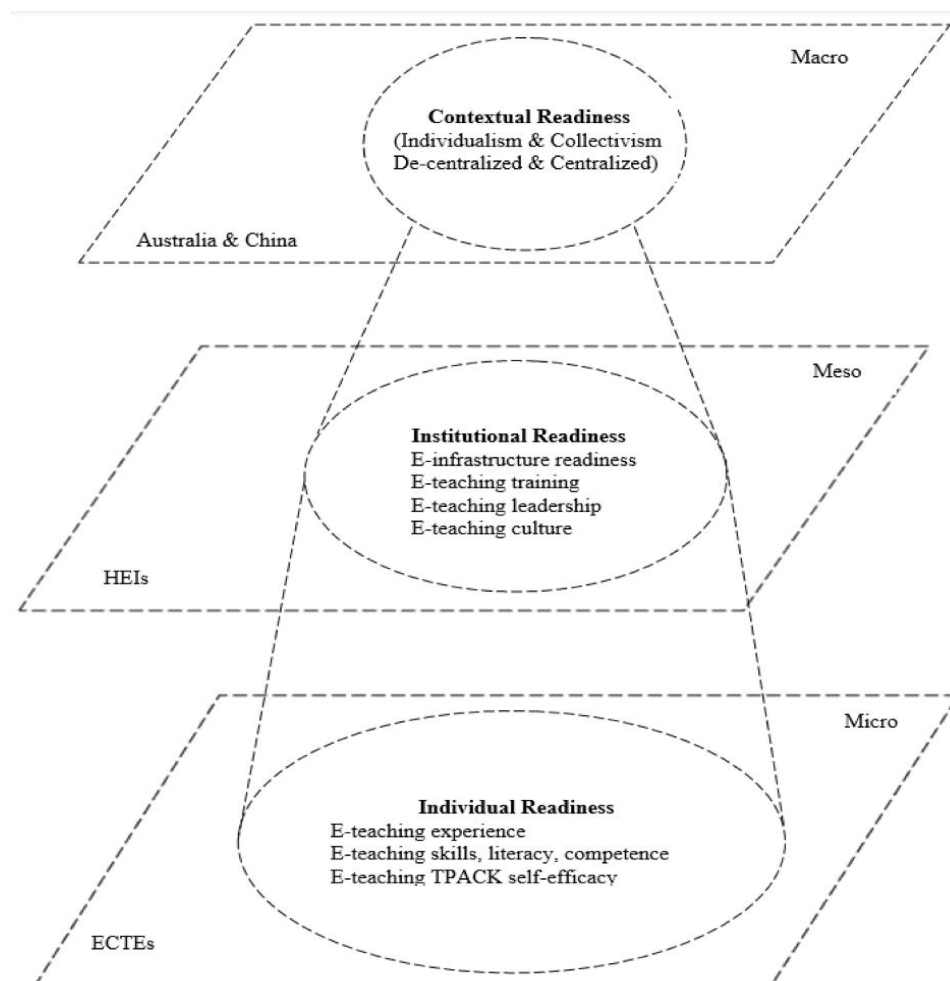 Macro
Contextual Readiness
(Individualism & Collectivism
De-centralized & Centralized)
Australia & China
Meso
Institutional Readiness
E-infrastructure readiness
E-teaching training
E-teaching leadership
E-teaching culture
HEIs
Micro
Individual Readiness
E-teaching experience
E-teaching skills, literacy, competence
E-teaching TPACK self-efficacy
ECTEs